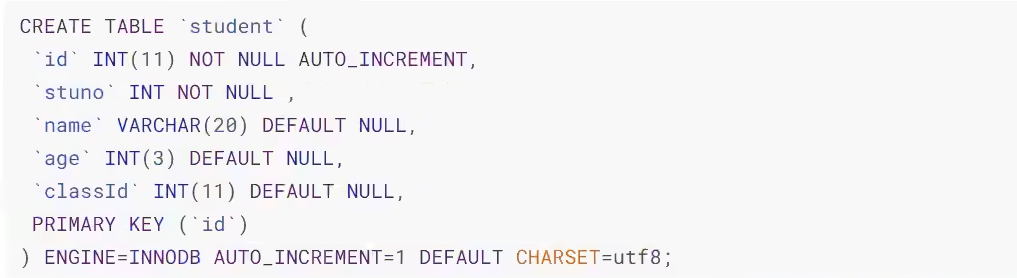 CREATE TABLE `student` (
`id` INT(11) NOT NULL AUTO_INCREMENT,
`stuno` INT NOT NULL ,
`name` VARCHAR(20) DEFAULT NULL,
`age` INT(3) DEFAULT NULL,
`classId` INT(11) DEFAULT NULL,
PRIMARY KEY (`id`)
) ENGINE=INNODB AUTO_INCREMENT=1 DEFAULT CHARSET=utf8;